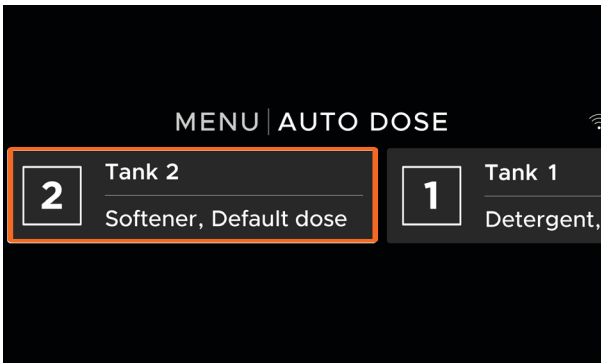 MENU | AUTO DOSE
2
Tank 2
Softener, Default dose
1
Tank 1
Detergent,